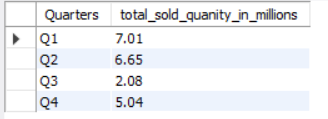 Quarters total_sold_quanity_in_millions
Q1 7.01
Q2 6.65
Q3 2.08
Q4 5.04